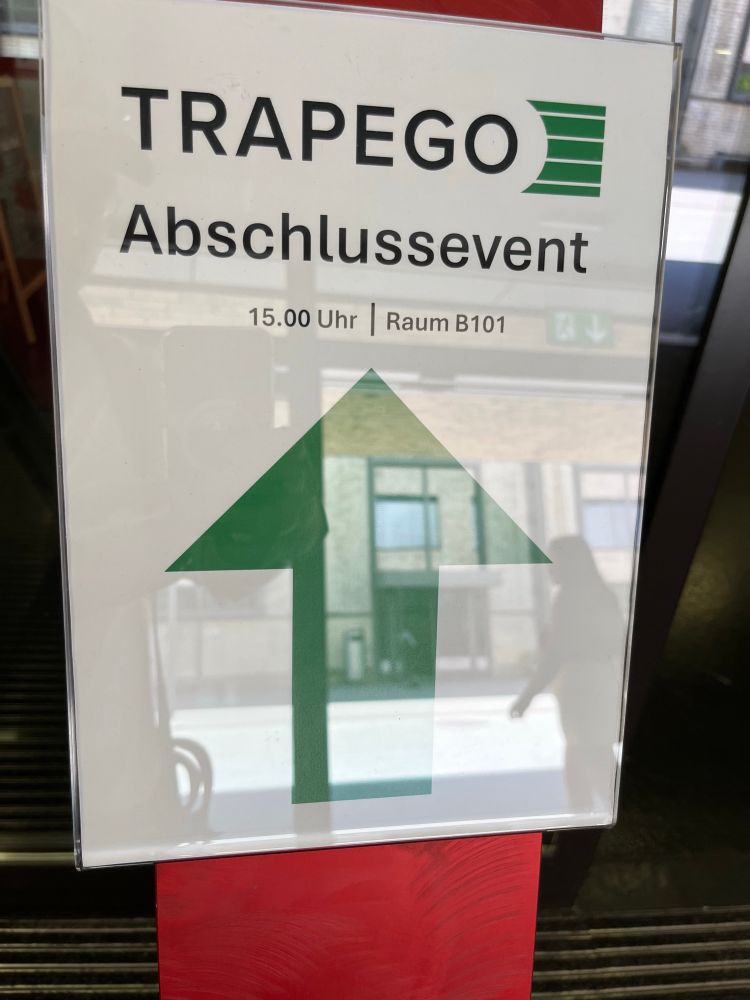 TRAPEGO
Abschlussevent
15.00 Uhr | Raum B101